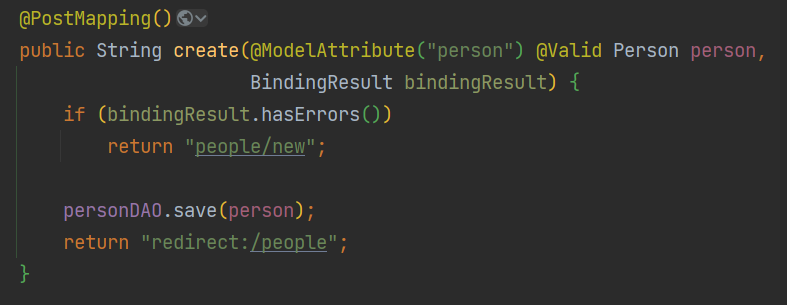 @PostMapping()
public String create(@ModelAttribute("person") @Valid Person person,
                     BindingResult bindingResult) {
    if (bindingResult.hasErrors())
        return "people/new";

    personDAO.save(person);
    return "redirect:/people";
}